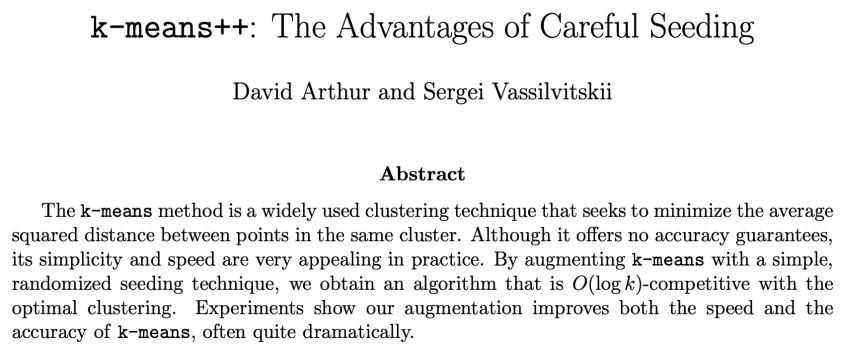 k-means++: The Advantages of Careful Seeding
David Arthur and Sergei Vassilvitskii
Abstract
The k-means method is a widely used clustering technique that seeks to minimize the average
squared distance between points in the same cluster. Although it offers no accuracy guarantees,
its simplicity and speed are very appealing in practice. By augmenting k-means with a simple,
randomized seeding technique, we obtain an algorithm that is O(log k)-competitive with the
optimal clustering. Experiments show our augmentation improves both the speed and the
accuracy of k-means, often quite dramatically.